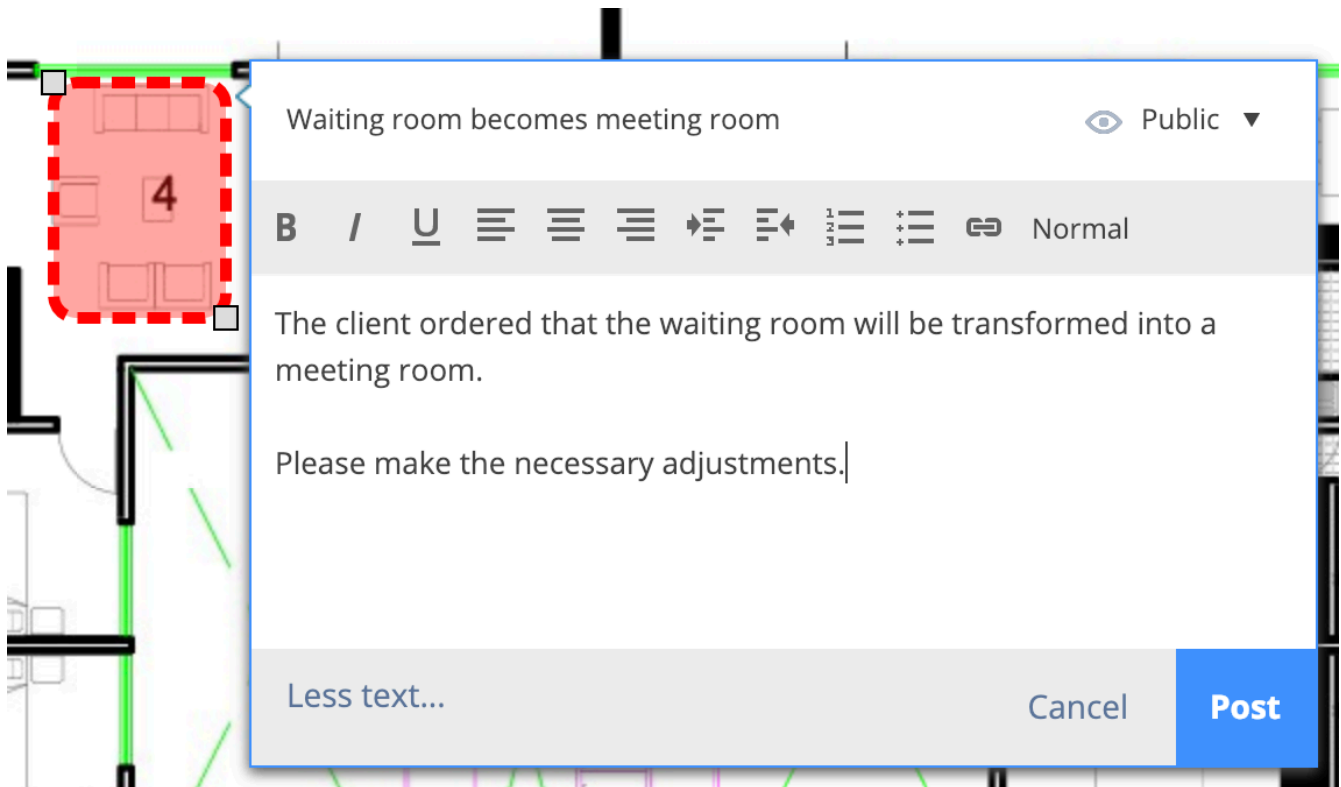 4
Waiting room becomes meeting room
Public
B I U Normal
The client ordered that the waiting room will be transformed into a
meeting room.
Please make the necessary adjustments.
Less text...
Cancel
Post